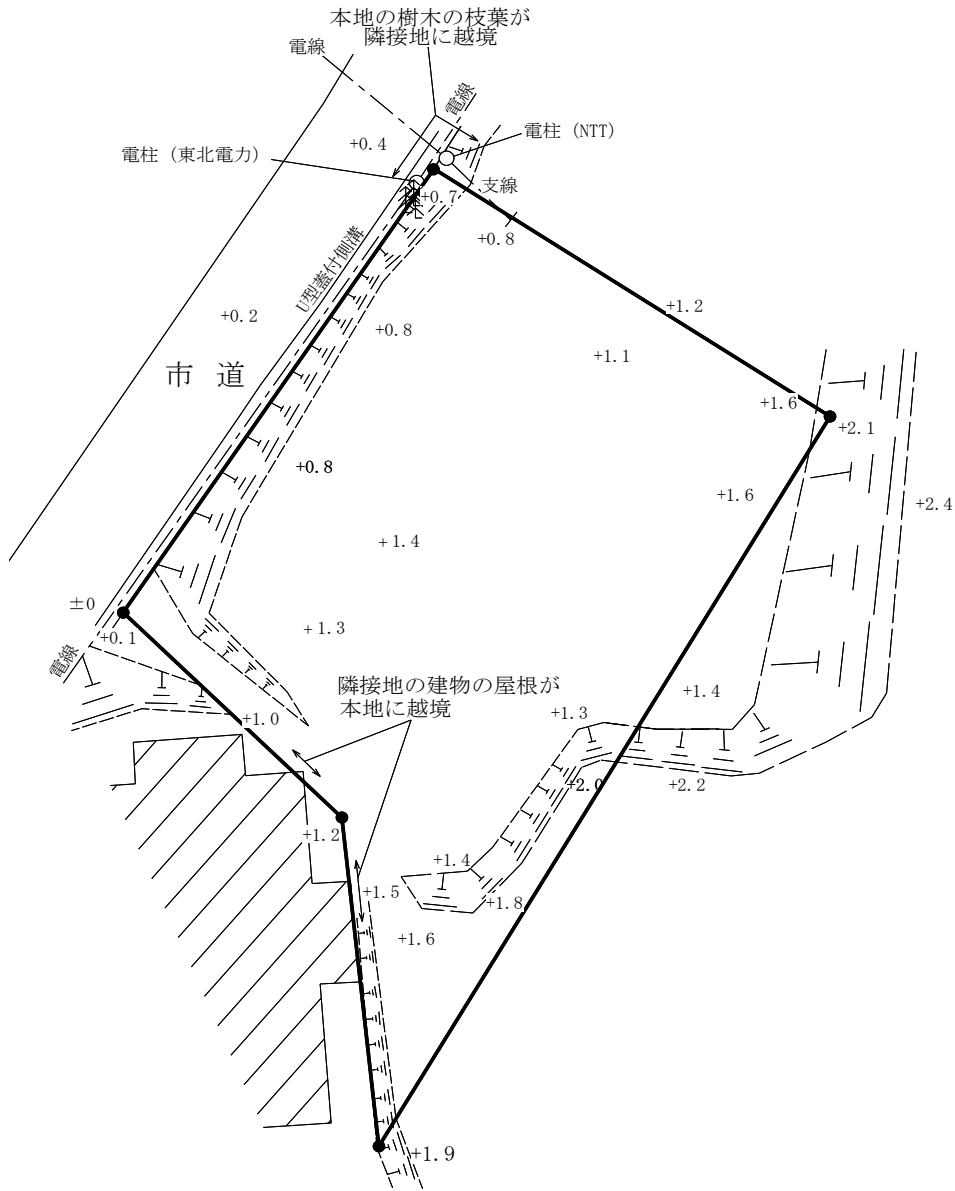 本地の樹木の枝葉が
隣接地に越境
電線
電線
電柱（NTT）
+0.4
電柱（東北電力）
支線
+0.7
+0.8
U型蓋付側溝
+1.2
+0.2
+0.8
+1.1
市 道
+1.6
+2.1
+0.8
+1.6
+2.4
+1.4
±0
+0.1
+1.3
電線
隣接地の建物の屋根が
本地に越境
+1.4
+1.0
+1.3
+2.0
+2.2
+1.2
+1.4
+1.5
+1.8
+1.6
+1.9